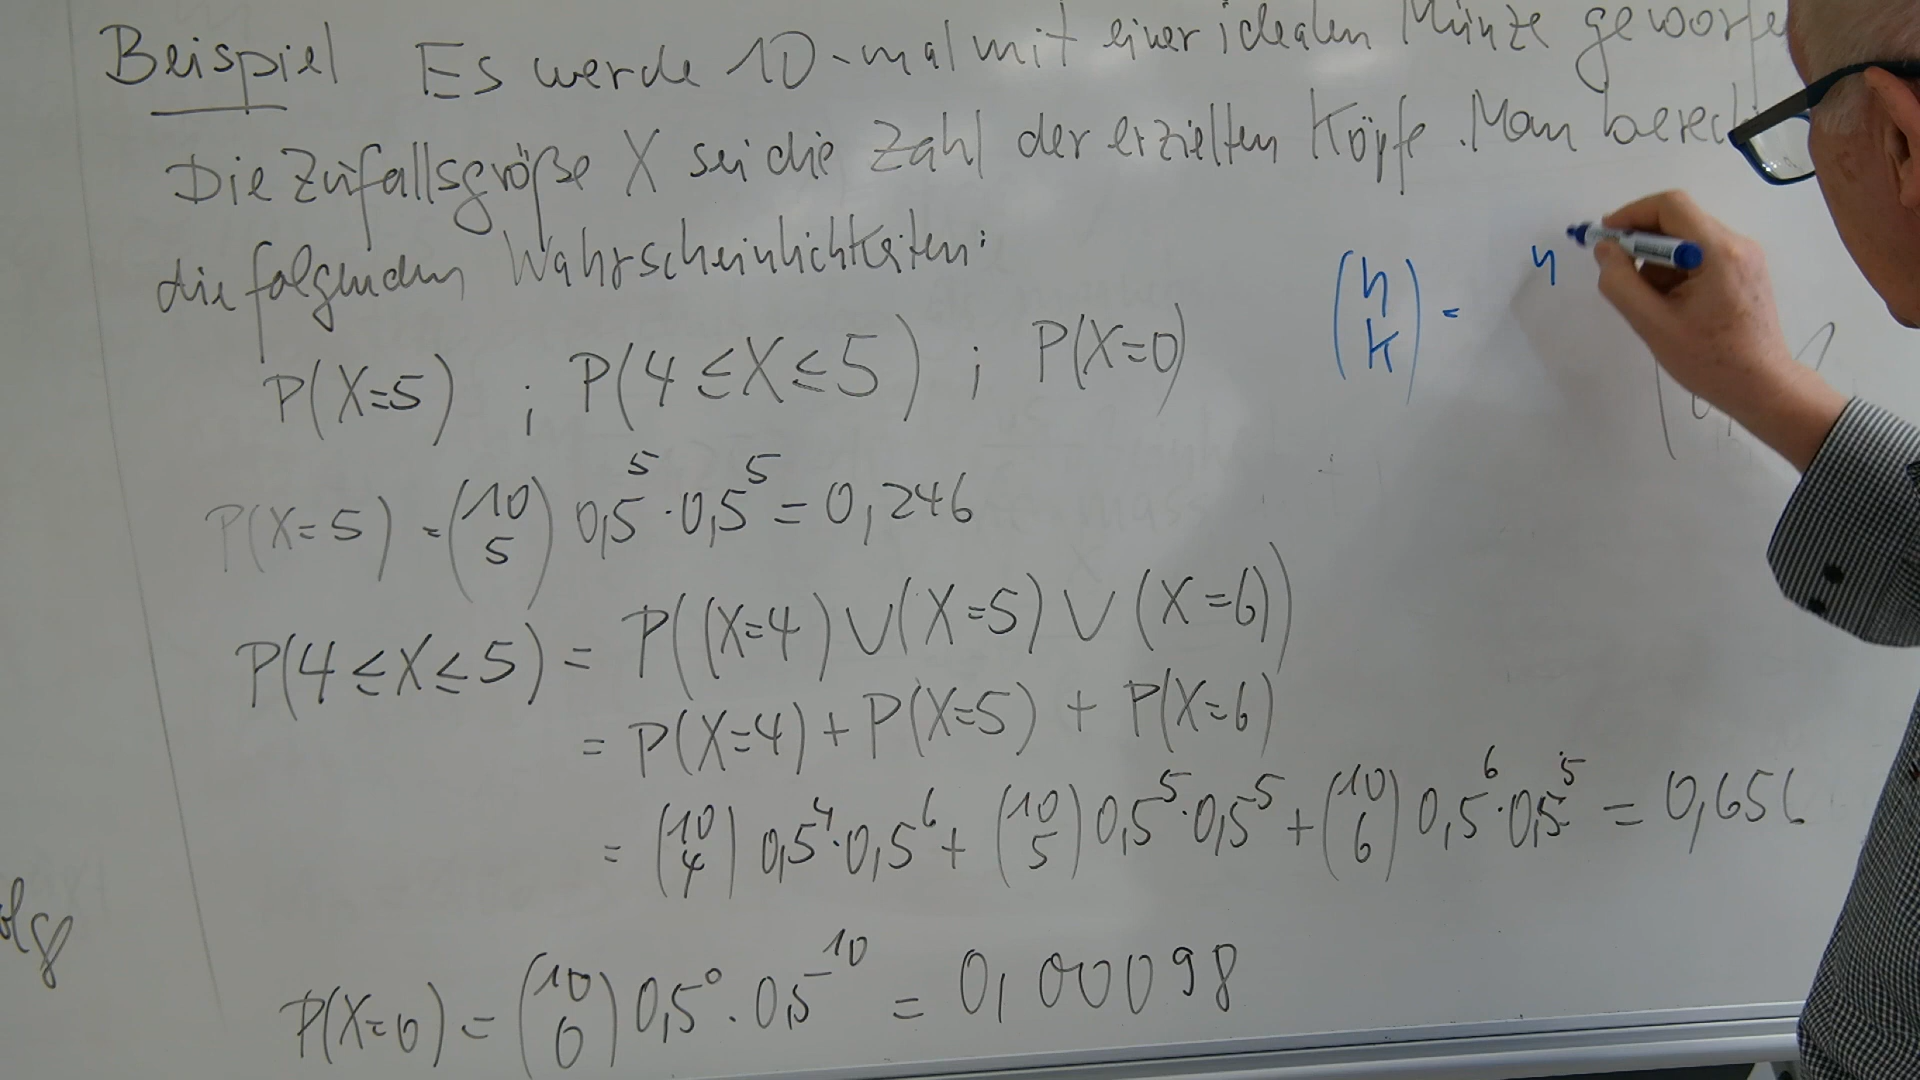 Beispiel Es werde 10-mal mit einer idealen Münze geworfe
Die Zufallsgröße X sei die Zahl der erzielten Köpfe. Man berech
die folgenden Wahrscheinlichkeiten:
P(X=5) ; P(4≤X≤5) ; P(X=0)
(n k) = n
P(X=5) = (10 5) 0,5^5 · 0,5^5 = 0,246
P(4≤X≤5) = P((X=4) ∨ (X=5) ∨ (X=6))
= P(X=4) + P(X=5) + P(X=6)
= (10 4) 0,5^4 · 0,5^6 + (10 5) 0,5^5 · 0,5^5 + (10 6) 0,5^6 · 0,5^5 = 0,656
olg
P(X=0) = (10 0) 0,5^0 · 0,5^10 = 0,00098